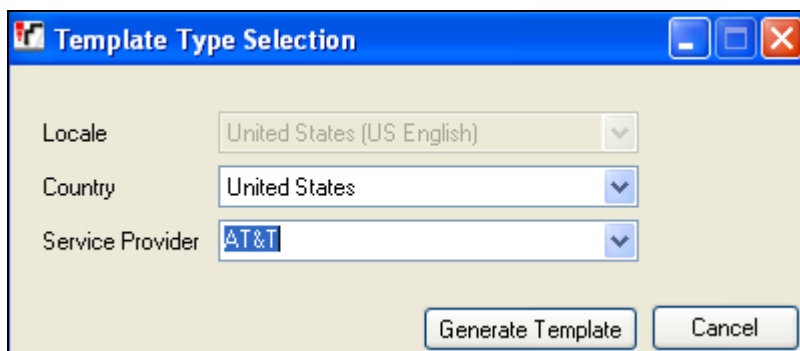 Template Type Selection
Locale United States (US English)
Country United States
Service Provider AT&T
Generate Template Cancel